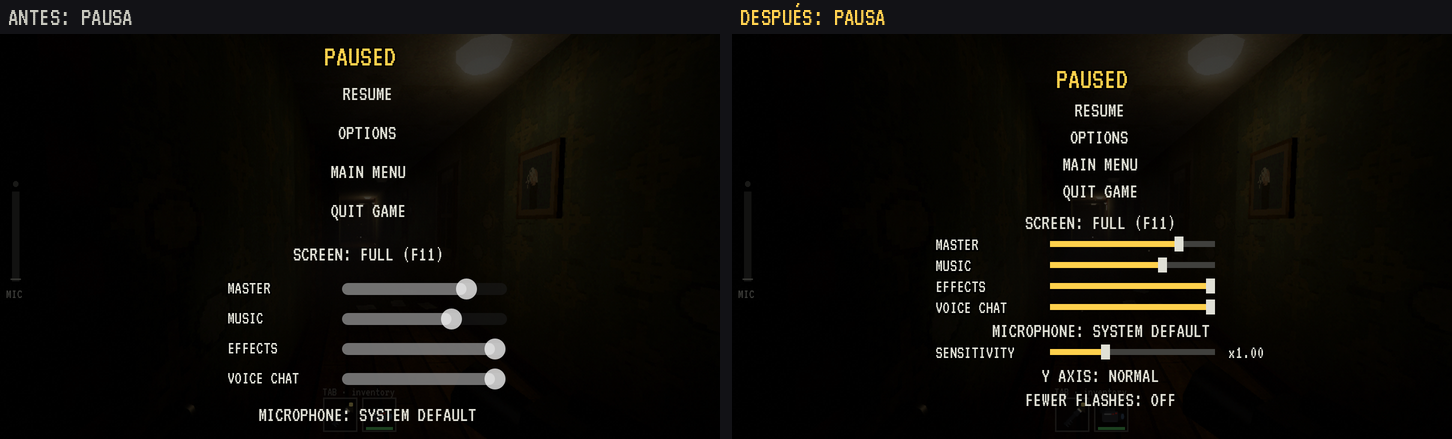 ANTES: PAUSA
PAUSED
RESUME
OPTIONS
MAIN MENU
QUIT GAME
SCREEN: FULL (F11)
MASTER
MUSIC
EFFECTS
VOICE CHAT
MICROPHONE: SYSTEM DEFAULT
MIC
TAB - inventory
DESPUÉS: PAUSA
PAUSED
RESUME
OPTIONS
MAIN MENU
QUIT GAME
SCREEN: FULL (F11)
MASTER
MUSIC
EFFECTS
VOICE CHAT
MICROPHONE: SYSTEM DEFAULT
SENSITIVITY x1.00
Y AXIS: NORMAL
FEWER FLASHES: OFF
MIC